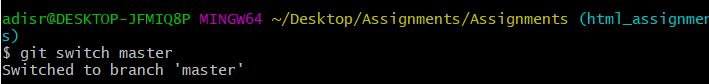 adisr@DESKTOP-JFMIQ8P MINGW64 ~/Desktop/Assignments/Assignments (html_assignmen
s)
$ git switch master
Switched to branch 'master'